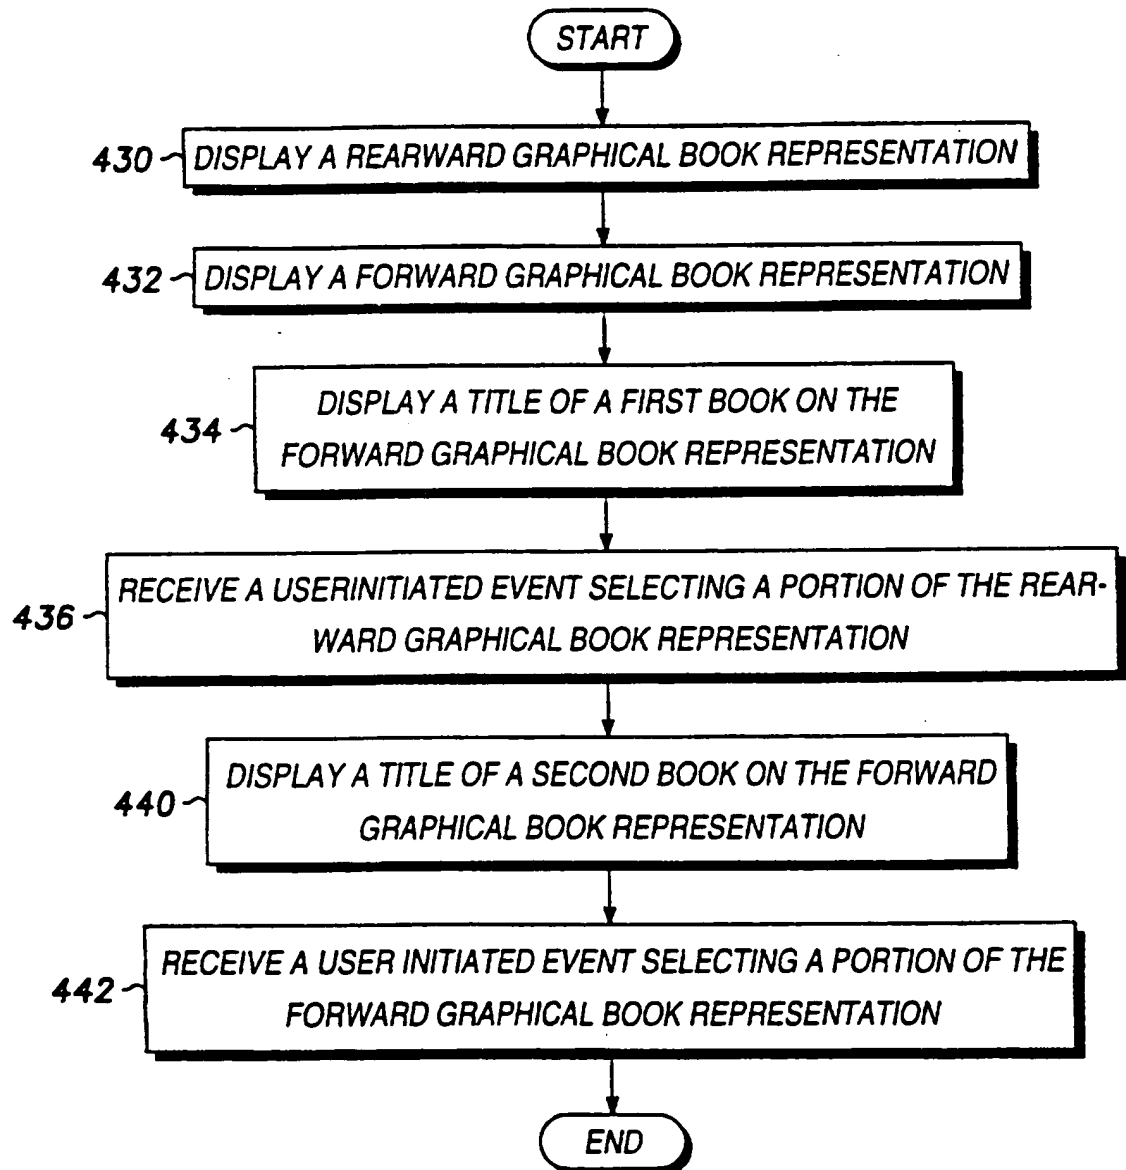 START
430 DISPLAY A REARWARD GRAPHICAL BOOK REPRESENTATION
432 DISPLAY A FORWARD GRAPHICAL BOOK REPRESENTATION
434
DISPLAY A TITLE OF A FIRST BOOK ON THE
FORWARD GRAPHICAL BOOK REPRESENTATION
436
RECEIVE A USERINITIATED EVENT SELECTING A PORTION OF THE REAR-
WARD GRAPHICAL BOOK REPRESENTATION
440
DISPLAY A TITLE OF A SECOND BOOK ON THE FORWARD
GRAPHICAL BOOK REPRESENTATION
442
RECEIVE A USER INITIATED EVENT SELECTING A PORTION OF THE
FORWARD GRAPHICAL BOOK REPRESENTATION
END